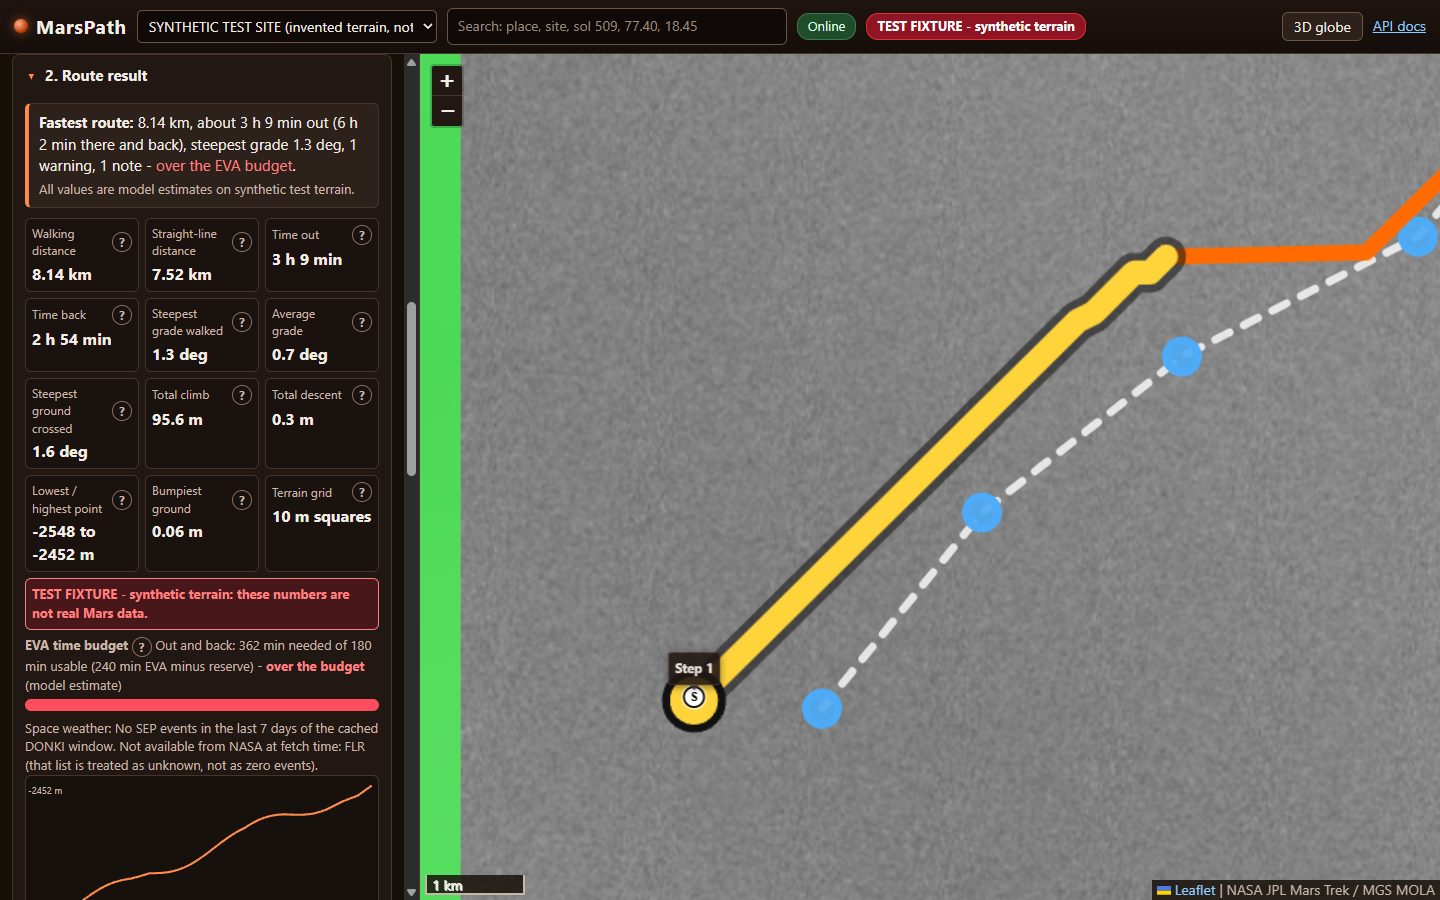 MarsPath
SYNTHETIC TEST SITE (invented terrain, not
Search: place, site, sol 509, 77.40, 18.45
Online
TEST FIXTURE - synthetic terrain
3D globe
API docs
2. Route result
Fastest route: 8.14 km, about 3 h 9 min out (6 h
2 min there and back), steepest grade 1.3 deg, 1
warning, 1 note - over the EVA budget.
All values are model estimates on synthetic test terrain.
Walking
distance
?
8.14 km
Straight-line
distance
?
7.52 km
Time out
?
3 h 9 min
Time back
?
2 h 54 min
Steepest
grade walked
?
1.3 deg
Average
grade
?
0.7 deg
Steepest
ground
crossed
?
1.6 deg
Total climb
?
95.6 m
Total descent
?
0.3 m
Lowest /
highest point
?
-2548 to
-2452 m
Bumpiest
ground
?
0.06 m
Terrain grid
?
10 m squares
TEST FIXTURE - synthetic terrain: these numbers are
not real Mars data.
EVA time budget ? Out and back: 362 min needed of 180
min usable (240 min EVA minus reserve) - over the budget
(model estimate)
Space weather: No SEP events in the last 7 days of the cached
DONKI window. Not available from NASA at fetch time: FLR
(that list is treated as unknown, not as zero events).
-2452 m
+
−
Step 1
S
1 km
Leaflet | NASA JPL Mars Trek / MGS MOLA